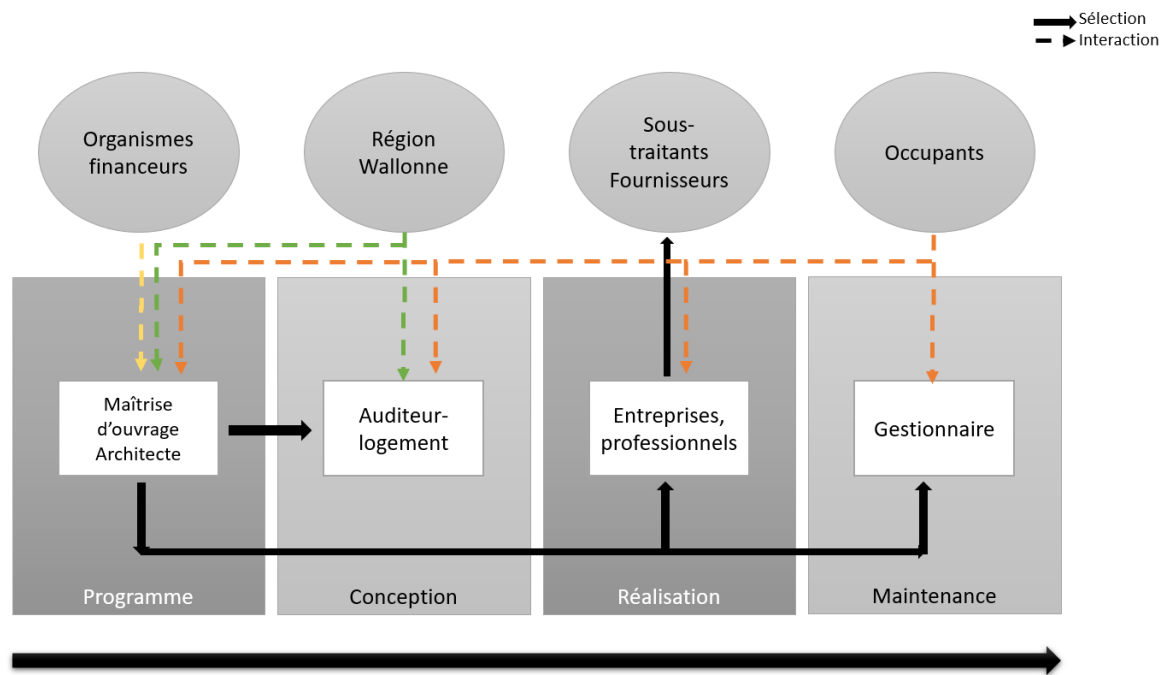 Sélection
Interaction
Organismes
financeurs
Région
Wallonne
Sous-
traitants
Fournisseurs
Occupants
Maîtrise
d'ouvrage
Architecte
Auditeur-
logement
Entreprises,
professionnels
Gestionnaire
Programme
Conception
Réalisation
Maintenance